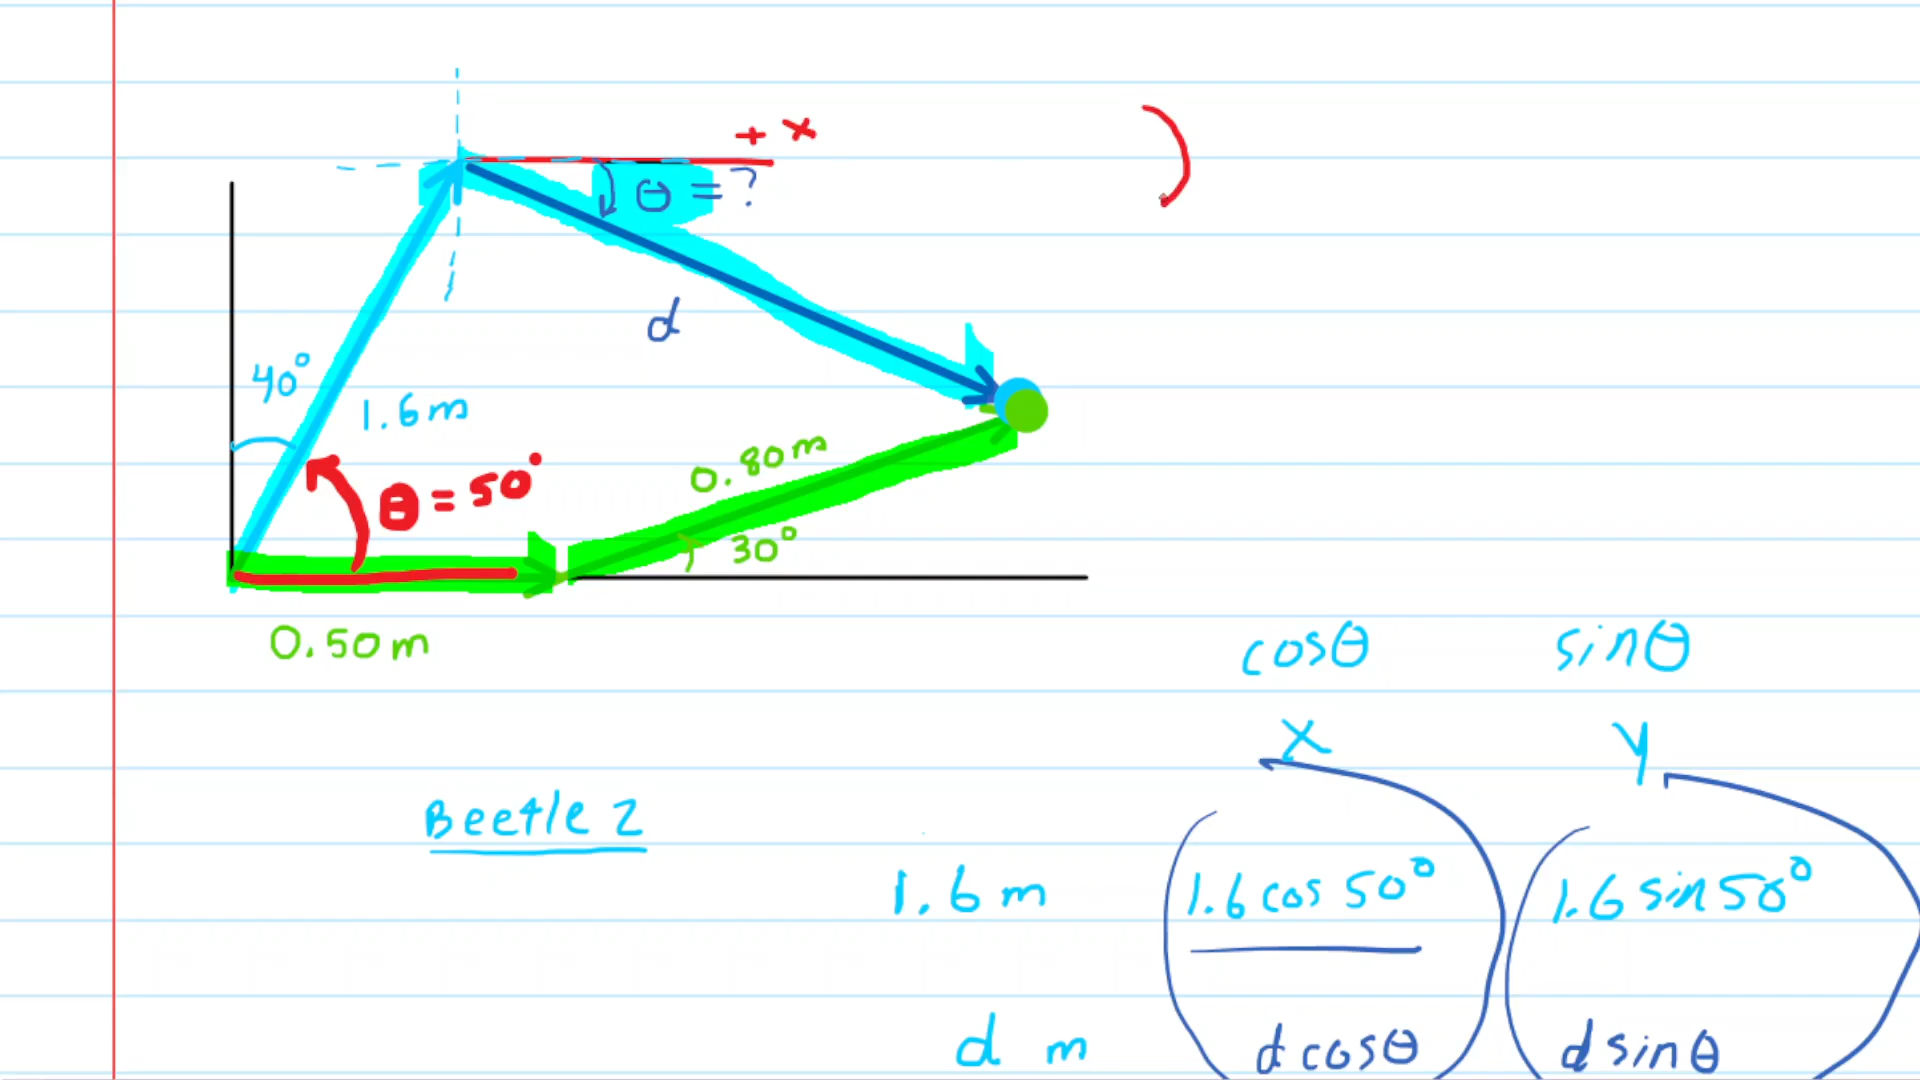 + x
θ = ?
d
40°
1.6m
θ = 50°
0.80m
30°
0.50m
cosθ sinθ
x y
Beetle 2
1.6 m 1.6 cos 50° 1.6 sin 50°
d m d cosθ d sinθ